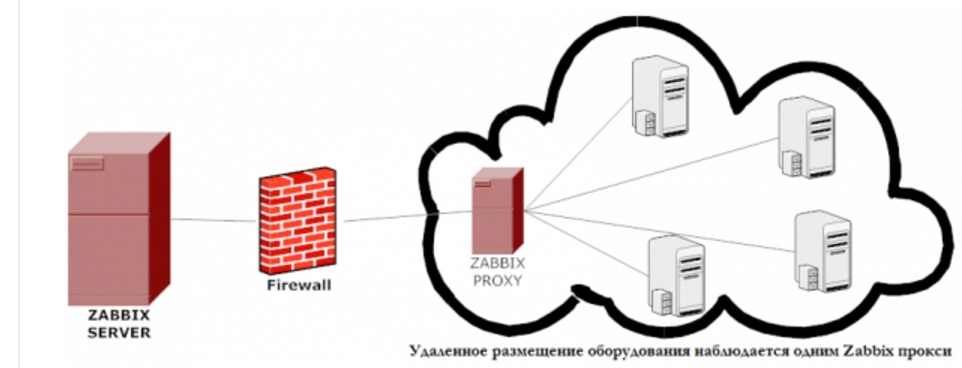 ZABBIX
PROXY
Firewall
ZABBIX
SERVER
Удаленное размещение оборудования наблюдается одним Zabbix прокси